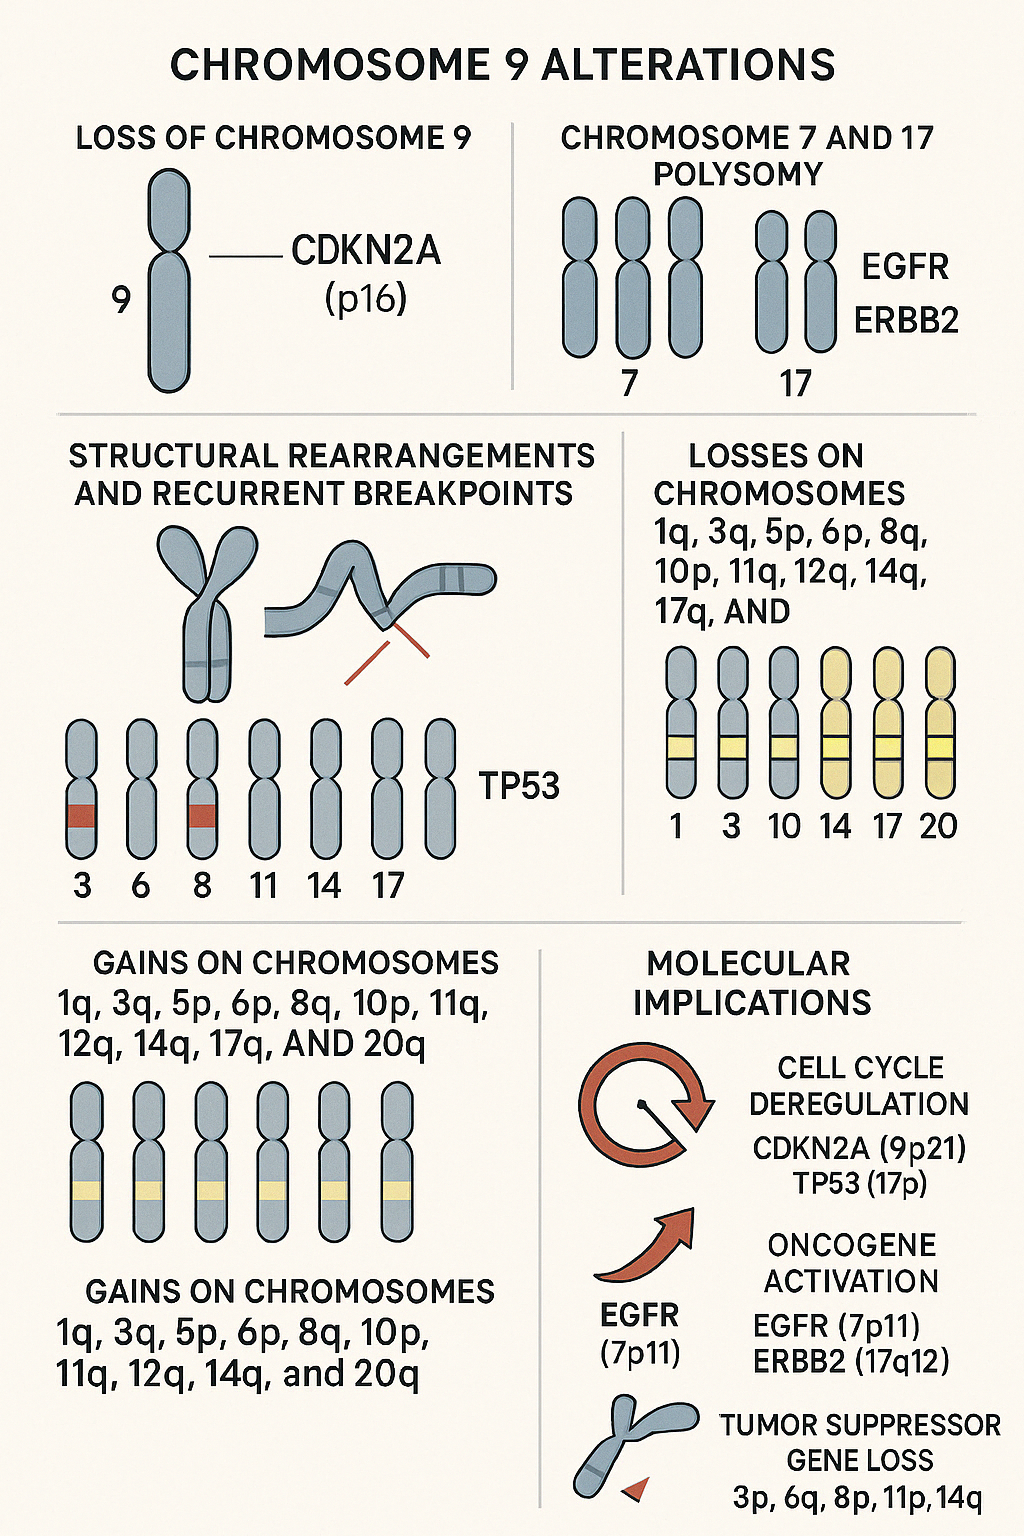 CHROMOSOME 9 ALTERATIONS
LOSS OF CHROMOSOME 9
9
CDKN2A
(p16)
CHROMOSOME 7 AND 17
POLYSOMY
EGFR
ERBB2
7
17
STRUCTURAL REARRANGEMENTS
AND RECURRENT BREAKPOINTS
TP53
3 6 8 11 14 17
LOSSES ON
CHROMOSOMES
1q, 3q, 5p, 6p, 8q,
10p, 11q, 12q, 14q,
17q, AND
1 3 10 14 17 20
GAINS ON CHROMOSOMES
1q, 3q, 5p, 6p, 8q, 10p, 11q,
12q, 14q, 17q, AND 20q
GAINS ON CHROMOSOMES
1q, 3q, 5p, 6p, 8q, 10p,
11q, 12q, 14q, and 20q
MOLECULAR
IMPLICATIONS
CELL CYCLE
DEREGULATION
CDKN2A (9p21)
TP53 (17p)
EGFR
(7p11)
ONCOGENE
ACTIVATION
EGFR (7p11)
ERBB2 (17q12)
TUMOR SUPPRESSOR
GENE LOSS
3p, 6q, 8p, 11p, 14q